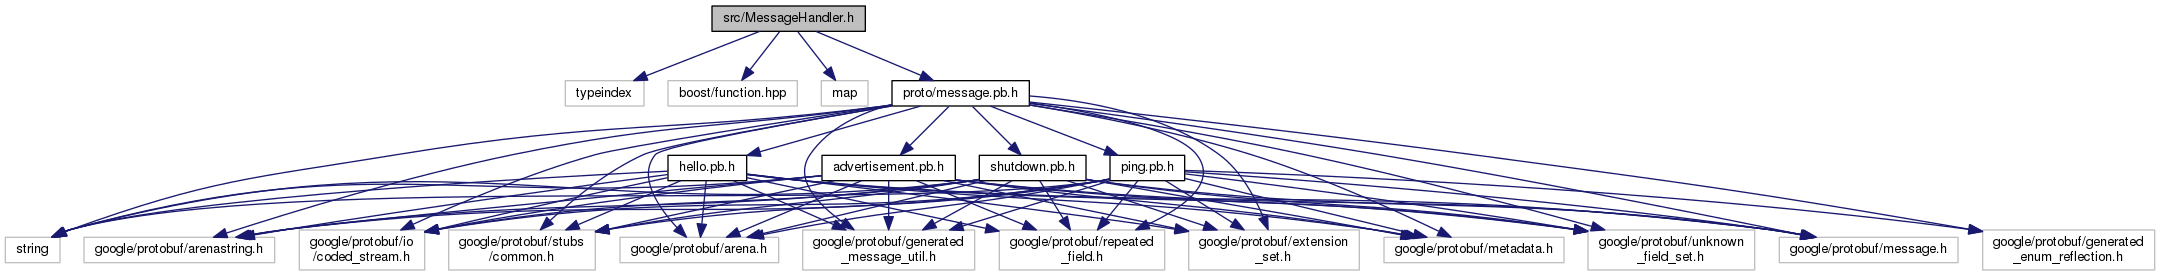 src/MessageHandler.h
typeindex
boost/function.hpp
map
proto/message.pb.h
hello.pb.h
advertisement.pb.h
shutdown.pb.h
ping.pb.h
string
google/protobuf/arenastring.h
google/protobuf/io
/coded_stream.h
google/protobuf/stubs
/common.h
google/protobuf/arena.h
google/protobuf/generated
_message_util.h
google/protobuf/repeated
_field.h
google/protobuf/extension
_set.h
google/protobuf/metadata.h
google/protobuf/unknown
_field_set.h
google/protobuf/message.h
google/protobuf/generated
_enum_reflection.h